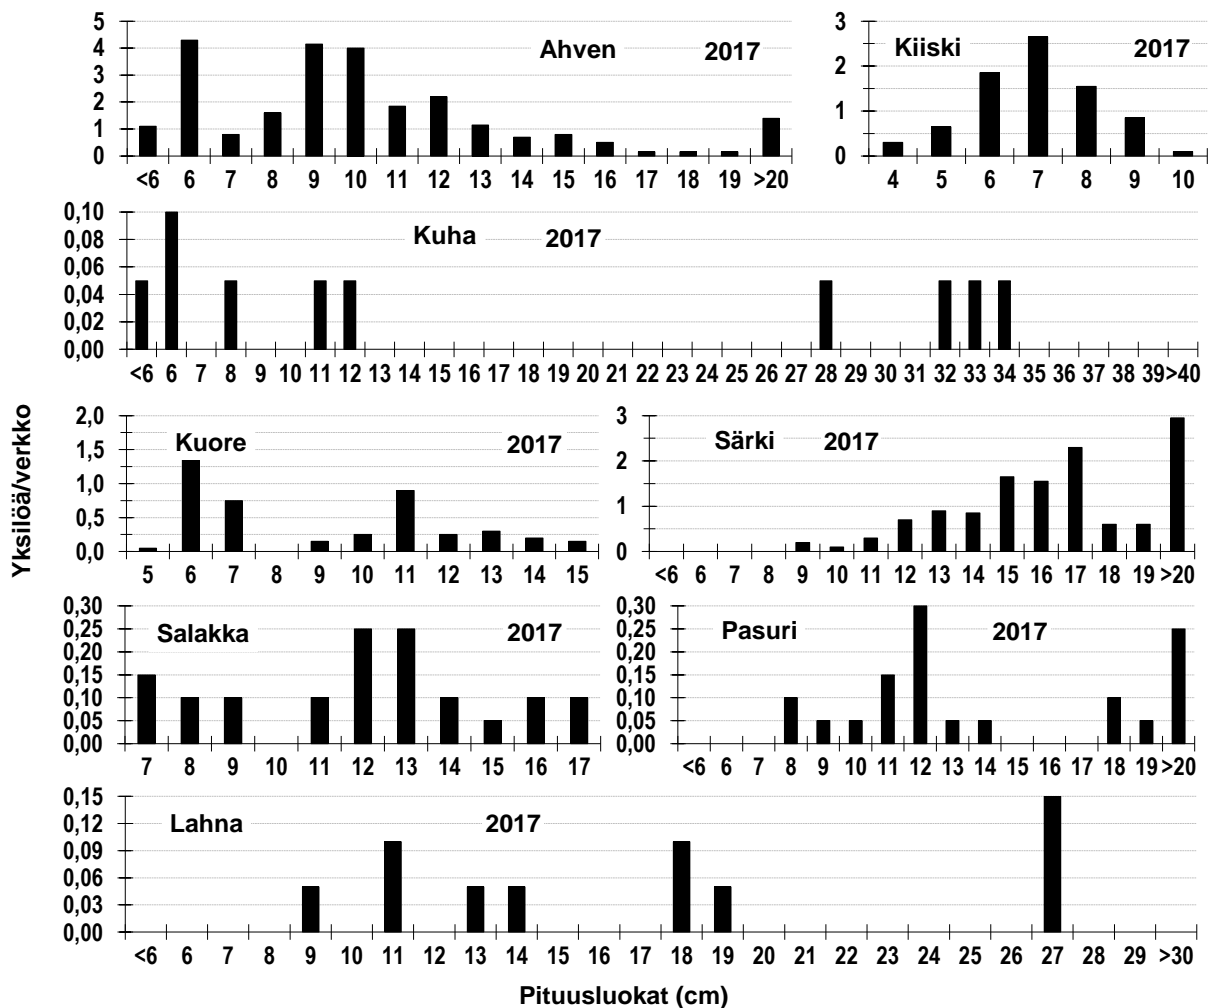 Ahven 2017
5
4
3
2
1
0
<6 6 7 8 9 10 11 12 13 14 15 16 17 18 19 >20
Kiiski 2017
3
2
1
0
4 5 6 7 8 9 10
Kuha 2017
0,10
0,08
0,06
0,04
0,02
0,00
<6 6 7 8 9 10 11 12 13 14 15 16 17 18 19 20 21 22 23 24 25 26 27 28 29 30 31 32 33 34 35 36 37 38 39 >40
Yksilöä/verkko
Kuore 2017
2,0
1,5
1,0
0,5
0,0
5 6 7 8 9 10 11 12 13 14 15
Särki 2017
3
2
1
0
<6 6 7 8 9 10 11 12 13 14 15 16 17 18 19 >20
Salakka 2017
0,30
0,25
0,20
0,15
0,10
0,05
0,00
7 8 9 10 11 12 13 14 15 16 17
Pasuri 2017
0,30
0,25
0,20
0,15
0,10
0,05
0,00
<6 6 7 8 9 10 11 12 13 14 15 16 17 18 19 >20
Lahna 2017
0,15
0,12
0,09
0,06
0,03
0,00
<6 6 7 8 9 10 11 12 13 14 15 16 17 18 19 20 21 22 23 24 25 26 27 28 29 >30
Pituusluokat (cm)